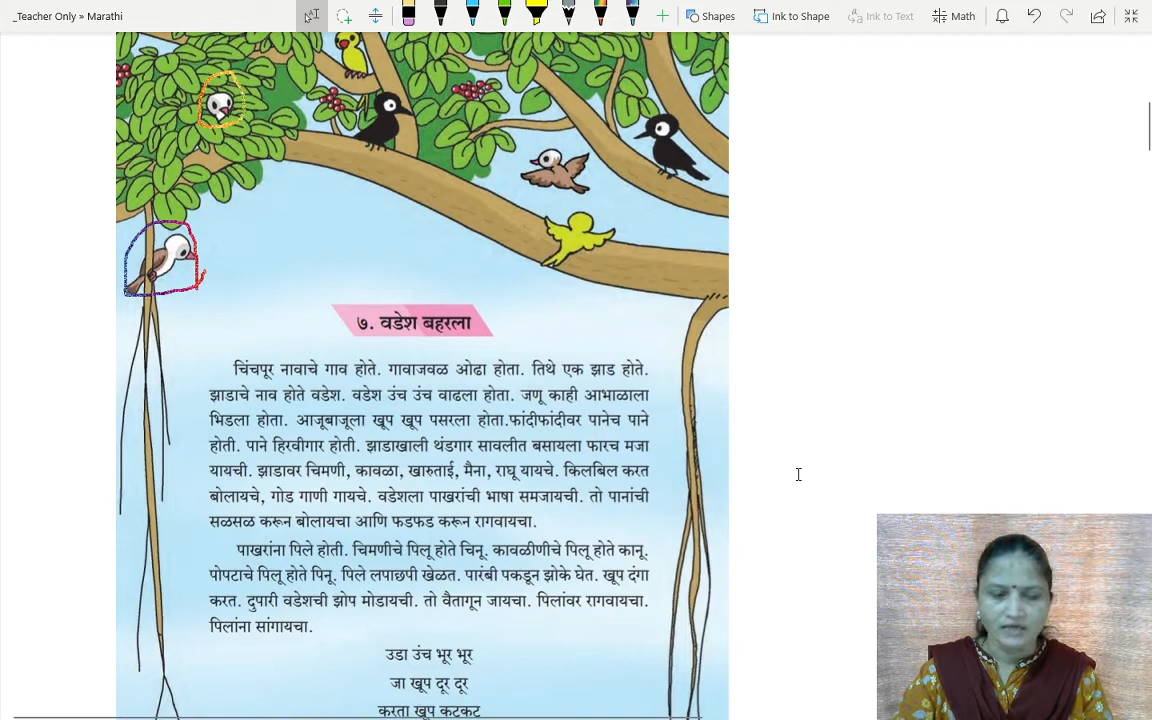 _Teacher Only » Marathi
Shapes
Ink to Shape
Ink to Text
Math
७. वडेश बहरला
चिंचपूर नावाचे गाव होते. गावाजवळ ओढा होता. तिथे एक झाड होते.
झाडाचे नाव होते वडेश. वडेश उंच उंच वाढला होता. जणू काही आभाळाला
भिडला होता. आजूबाजूला खूप खूप पसरला होता.फांदीफांदीवर पानेच पाने
होती. पाने हिरवीगार होती. झाडाखाली थंडगार सावलीत बसायला फारच मजा
यायची. झाडावर चिमणी, कावळा, खारुताई, मैना, राघू यायचे. किलबिल करत
बोलायचे, गोड गाणी गायचे. वडेशला पाखरांची भाषा समजायची. तो पानांची
सळसळ करून बोलायचा आणि फडफड करून रागवायचा.
पाखरांना पिले होती. चिमणीचे पिलू होते चिनू. कावळीणीचे पिलू होते कानू.
पोपटाचे पिलू होते पिनू. पिले लपाछपी खेळत. पारंबी पकडून झोके घेत. खूप दंगा
करत. दुपारी वडेशची झोप मोडायची. तो वैतागून जायचा. पिलांवर रागवायचा.
पिलांना सांगायचा.
उडा उंच भूर भूर
जा खूप दूर दूर
करता खूप कटकट